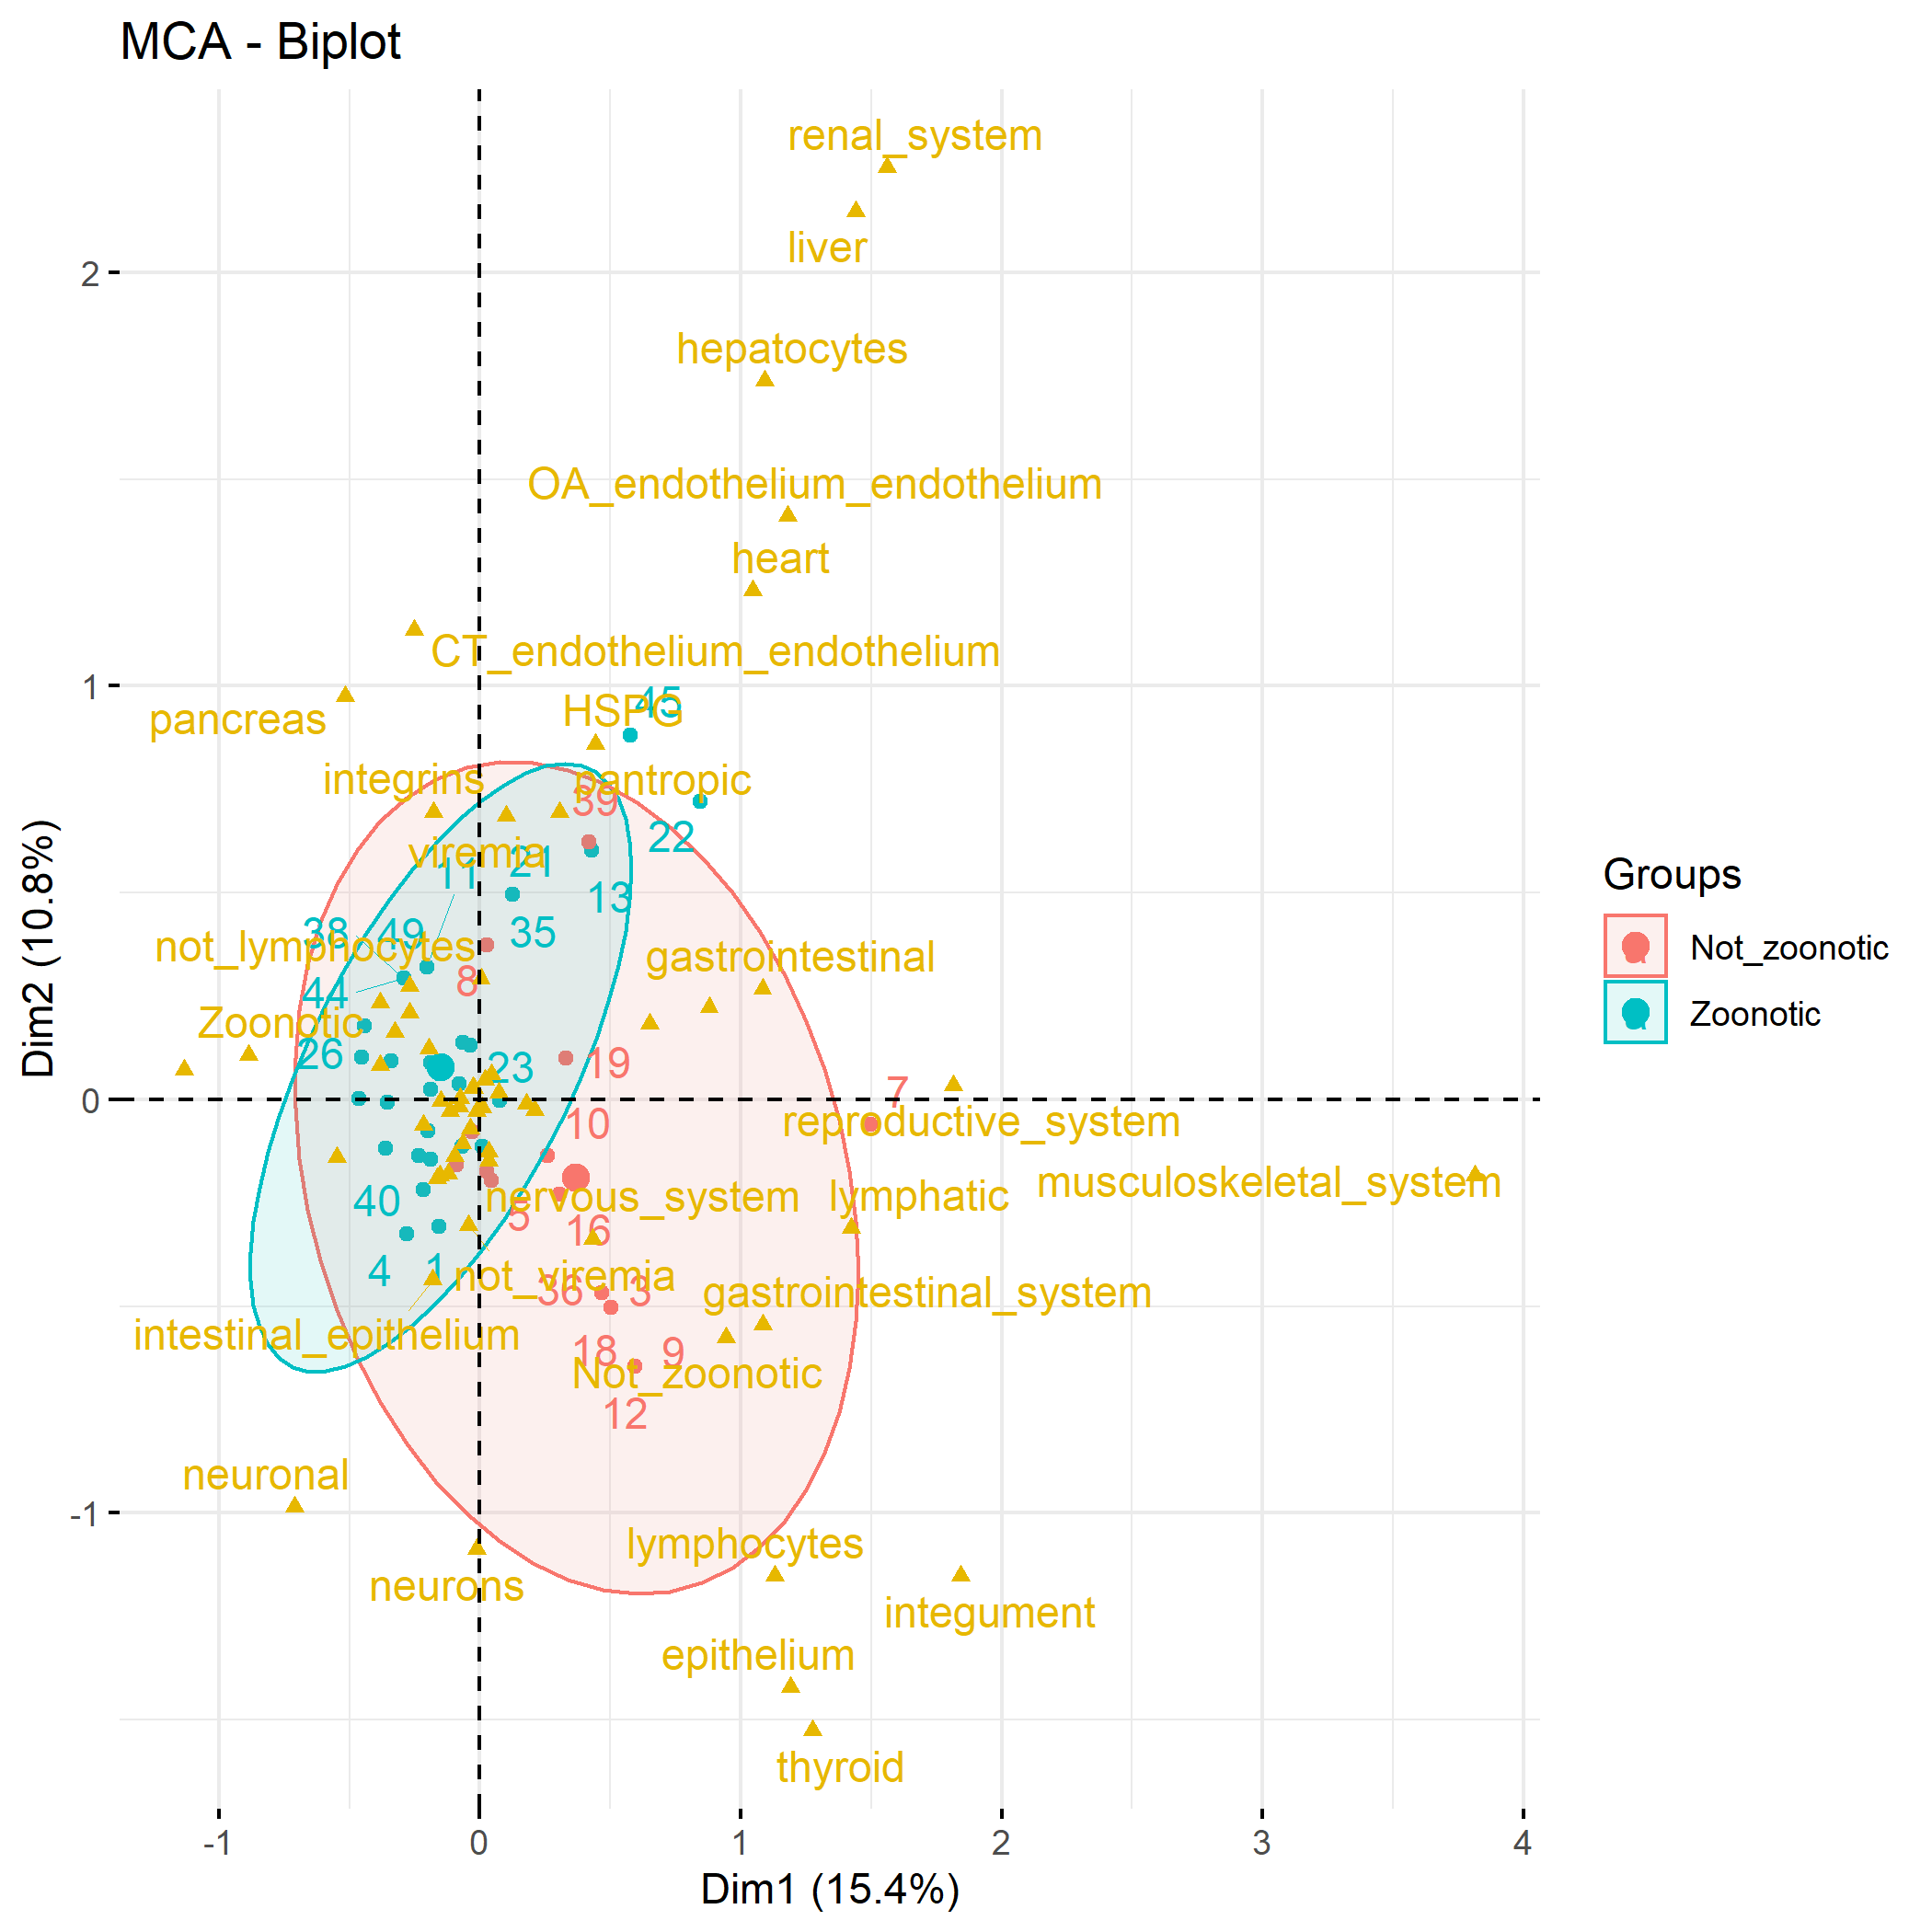 MCA - Biplot
renal_system
liver
2
hepatocytes
OA_endothelium_endothelium
heart
CT_endothelium_endothelium
1
45
HSPG
pancreas
integrins
pantropic
39
22
viremia
21
11
13
38
49
35
not_lymphocytes
gastrointestinal
8
44
Zoonotic
26
23
19
0
7
10
reproductive_system
musculoskeletal_system
40
nervous_system
lymphatic
5
16
4
1
not_viremia
36
3
gastrointestinal_system
intestinal_epithelium
18
9
Not_zoonotic
12
neuronal
-1
lymphocytes
neurons
integument
epithelium
thyroid
-1
0
1
2
3
4
Dim1 (15.4%)
Dim2 (10.8%)
Groups
Not_zoonotic
Zoonotic